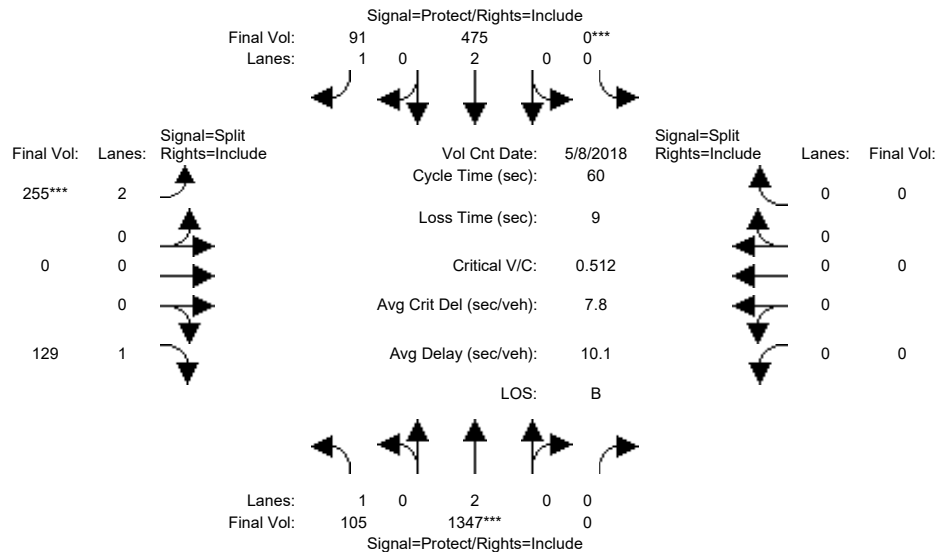 Signal=Protect/Rights=Include
Final Vol: 91 475 0***
Lanes: 1 0 2 0 0
Signal=Split
Final Vol: Lanes: Rights=Include
Vol Cnt Date: 5/8/2018
Signal=Split
Rights=Include Lanes: Final Vol:
Cycle Time (sec): 60
255*** 2
0 0
Loss Time (sec): 9
0
0
0 0
Critical V/C: 0.512
0 0
0
Avg Crit Del (sec/veh): 7.8
0
129 1
Avg Delay (sec/veh): 10.1
0 0
LOS: B
Lanes: 1 0 2 0 0
Final Vol: 105 1347*** 0
Signal=Protect/Rights=Include